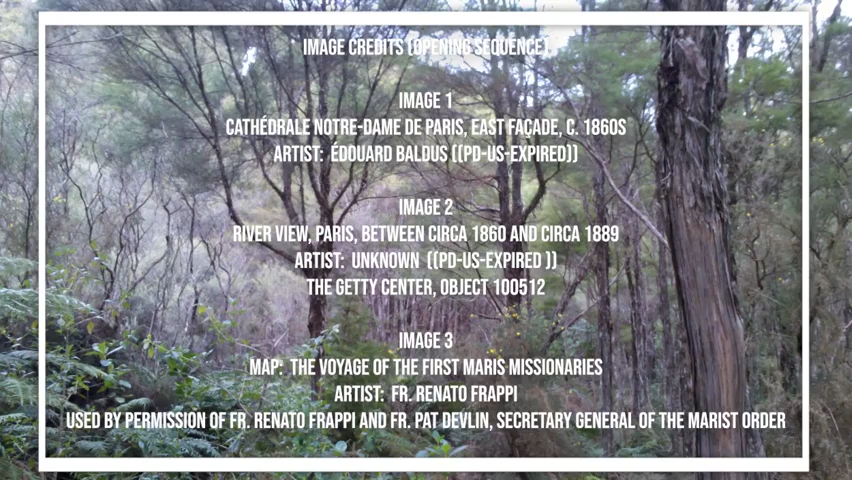 IMAGE CREDITS (OPENING SEQUENCE)
IMAGE 1
CATHÉDRALE NOTRE-DAME DE PARIS, EAST FAÇADE, C. 1860S
ARTIST: ÉDOUARD BALDUS ((PD-US-EXPIRED))
IMAGE 2
RIVER VIEW, PARIS, BETWEEN CIRCA 1860 AND CIRCA 1889
ARTIST: UNKNOWN ((PD-US-EXPIRED ))
THE GETTY CENTER, OBJECT 100512
IMAGE 3
MAP: THE VOYAGE OF THE FIRST MARIS MISSIONARIES
ARTIST: FR. RENATO FRAPPI
USED BY PERMISSION OF FR. RENATO FRAPPI AND FR. PAT DEVLIN, SECRETARY GENERAL OF THE MARIST ORDER